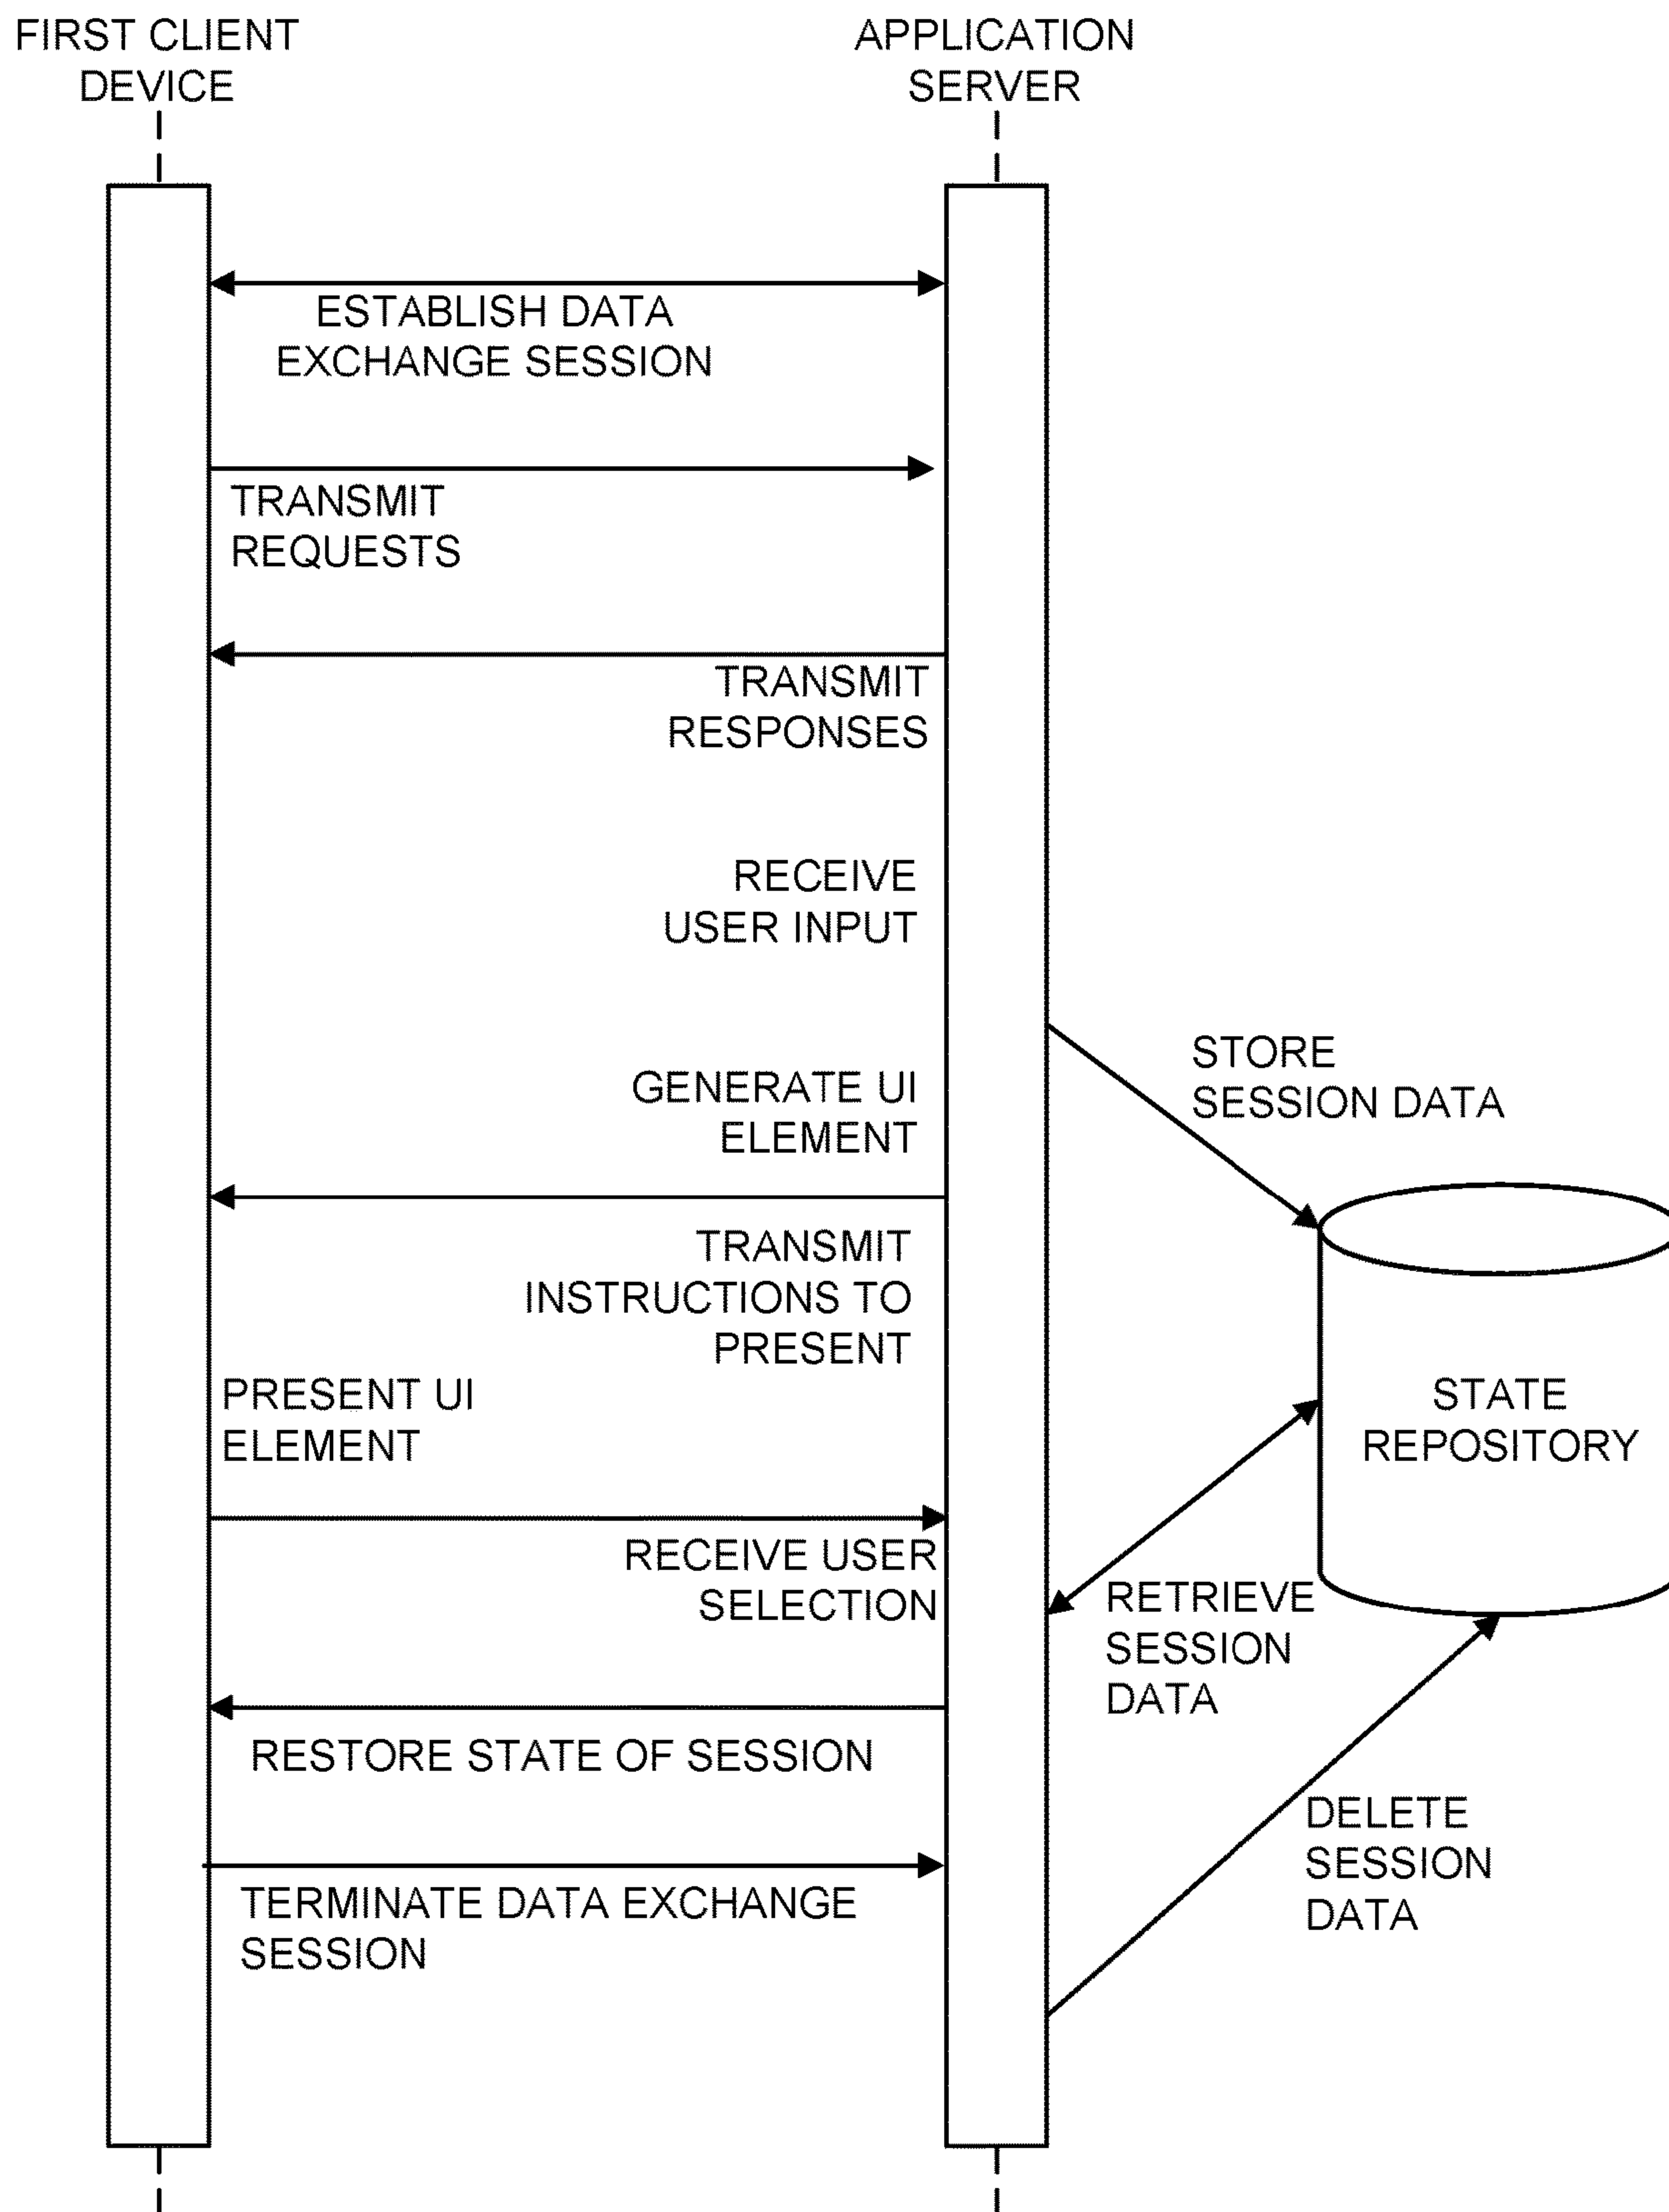 FIRST CLIENT
DEVICE
APPLICATION
SERVER
ESTABLISH DATA
EXCHANGE SESSION
TRANSMIT
REQUESTS
TRANSMIT
RESPONSES
RECEIVE
USER INPUT
STORE
SESSION DATA
GENERATE UI
ELEMENT
TRANSMIT
INSTRUCTIONS TO
PRESENT
PRESENT UI
ELEMENT
STATE
REPOSITORY
RECEIVE USER
SELECTION
RETRIEVE
SESSION
DATA
RESTORE STATE OF SESSION
DELETE
SESSION
DATA
TERMINATE DATA EXCHANGE
SESSION